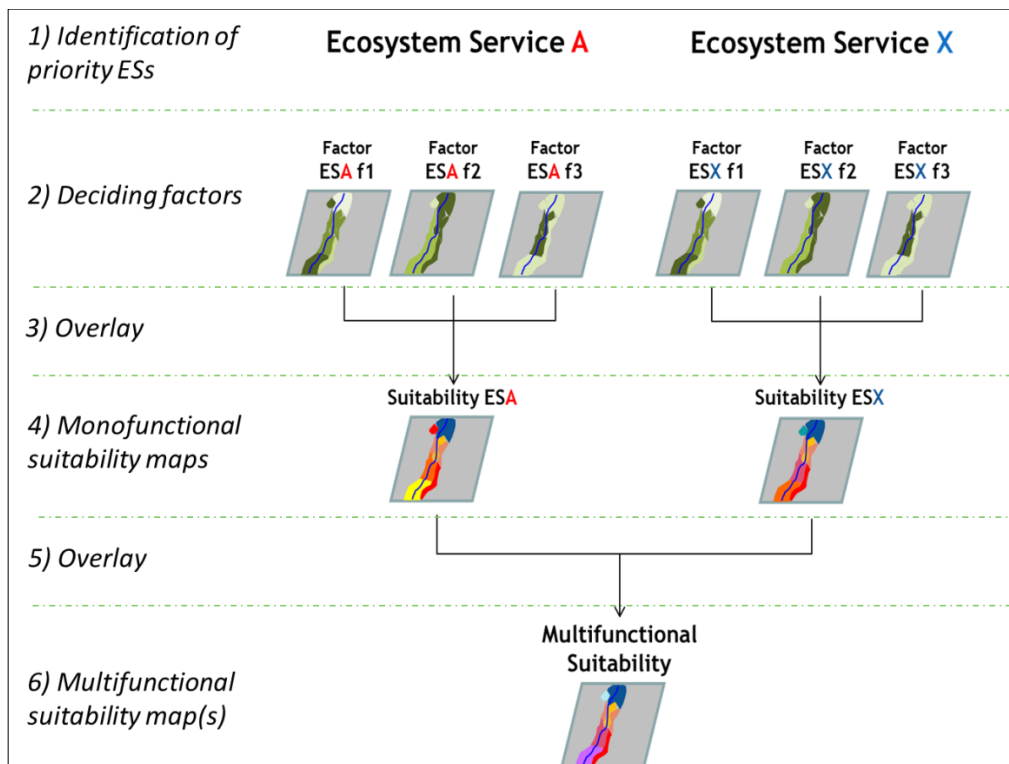 1) Identification of
priority ESs
Ecosystem Service A
Ecosystem Service X
2) Deciding factors
Factor
ESA f1
Factor
ESA f2
Factor
ESA f3
Factor
ESX f1
Factor
ESX f2
Factor
ESX f3
3) Overlay
4) Monofunctional
suitability maps
Suitability ESA
Suitability ESX
5) Overlay
6) Multifunctional
suitability map(s)
Multifunctional
Suitability